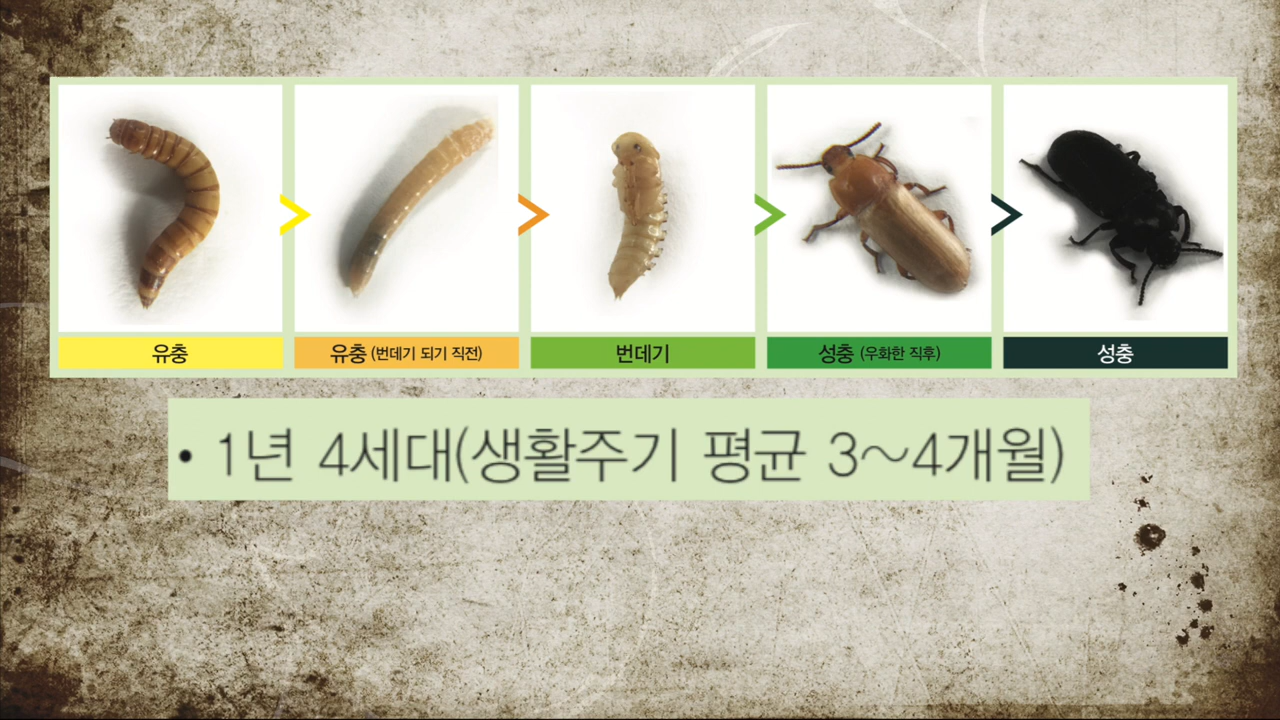 유충
유충 (번데기 되기 직전)
번데기
성충 (우화한 직후)
성충
• 1년 4세대(생활주기 평균 3~4개월)